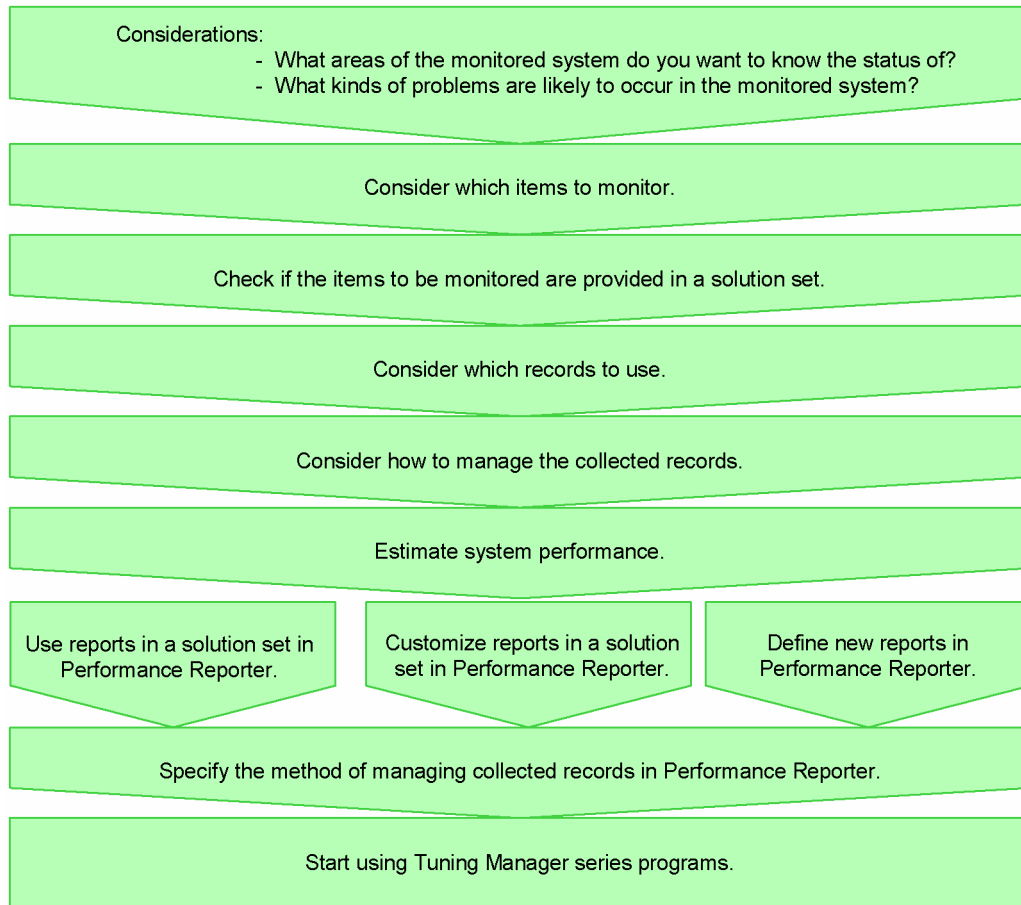 Considerations:
- What areas of the monitored system do you want to know the status of?
- What kinds of problems are likely to occur in the monitored system?
Consider which items to monitor.
Check if the items to be monitored are provided in a solution set.
Consider which records to use.
Consider how to manage the collected records.
Estimate system performance.
Use reports in a solution set in
Performance Reporter.
Customize reports in a solution
set in Performance Reporter.
Define new reports in
Performance Reporter.
Specify the method of managing collected records in Performance Reporter.
Start using Tuning Manager series programs.